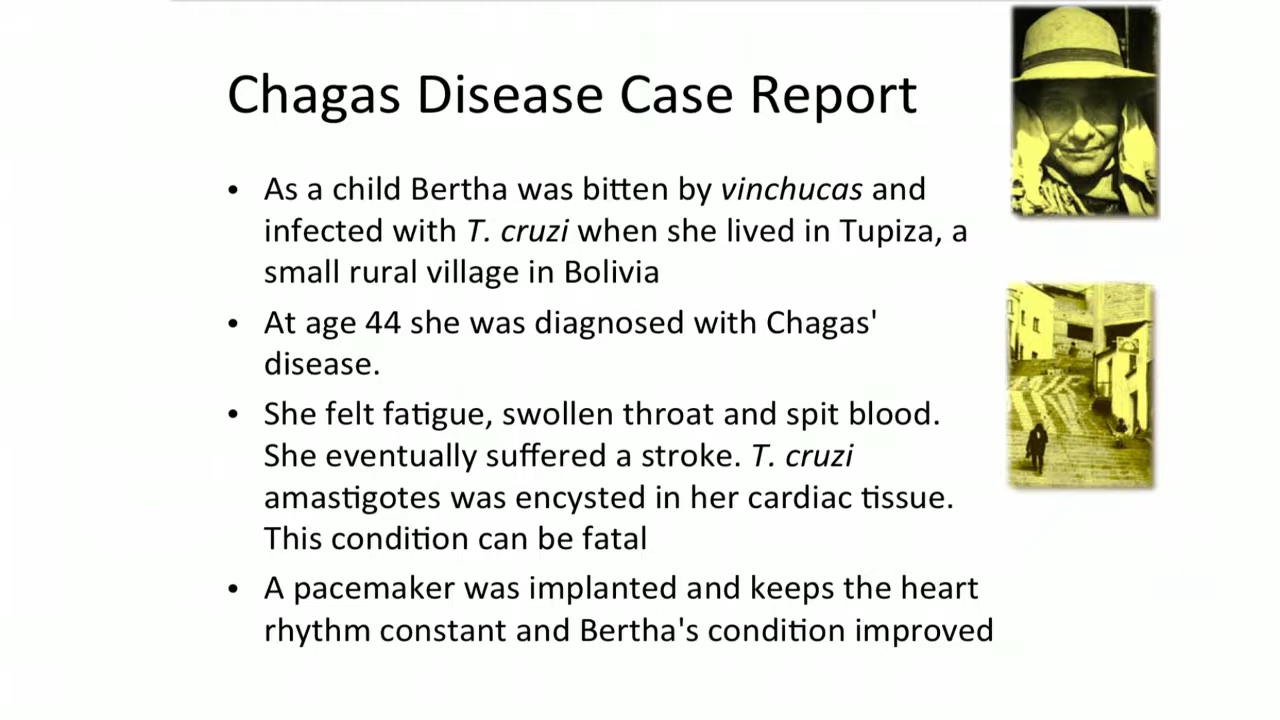 Chagas Disease Case Report
• As a child Bertha was bitten by vinchucas and
infected with T. cruzi when she lived in Tupiza, a
small rural village in Bolivia
• At age 44 she was diagnosed with Chagas'
disease.
• She felt fatigue, swollen throat and spit blood.
She eventually suffered a stroke. T. cruzi
amastigotes was encysted in her cardiac tissue.
This condition can be fatal
• A pacemaker was implanted and keeps the heart
rhythm constant and Bertha's condition improved